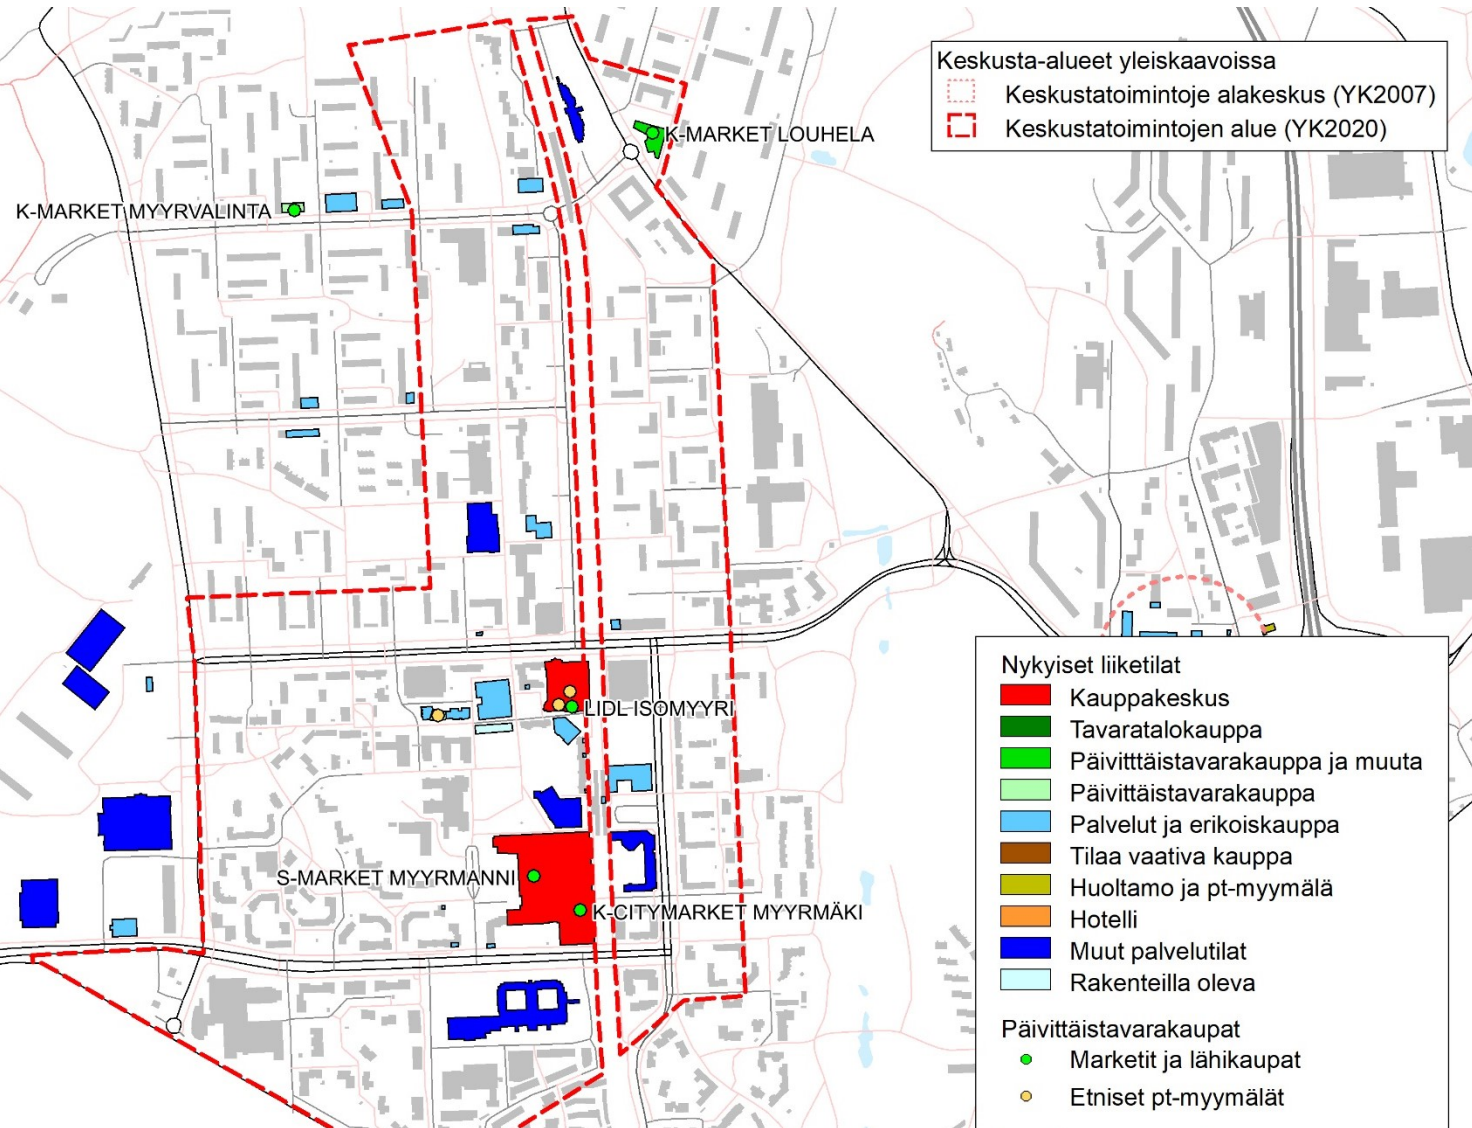 Keskusta-alueet yleiskaavoissa
Keskustatoimintoje alakeskus (YK2007)
Keskustatoimintojen alue (YK2020)
K-MARKET LOUHELA
K-MARKET MYYRVALINTA
LIDL ISOMYYRI
S-MARKET MYYRMANNI
K-CITYMARKET MYYRMÄKI
Nykyiset liiketilat
Kauppakeskus
Tavaratalokauppa
Päivitttäistavarakauppa ja muuta
Päivittäistavarakauppa
Palvelut ja erikoiskauppa
Tilaa vaativa kauppa
Huoltamo ja pt-myymälä
Hotelli
Muut palvelutilat
Rakenteilla oleva
Päivittäistavarakaupat
Marketit ja lähikaupat
Etniset pt-myymälät